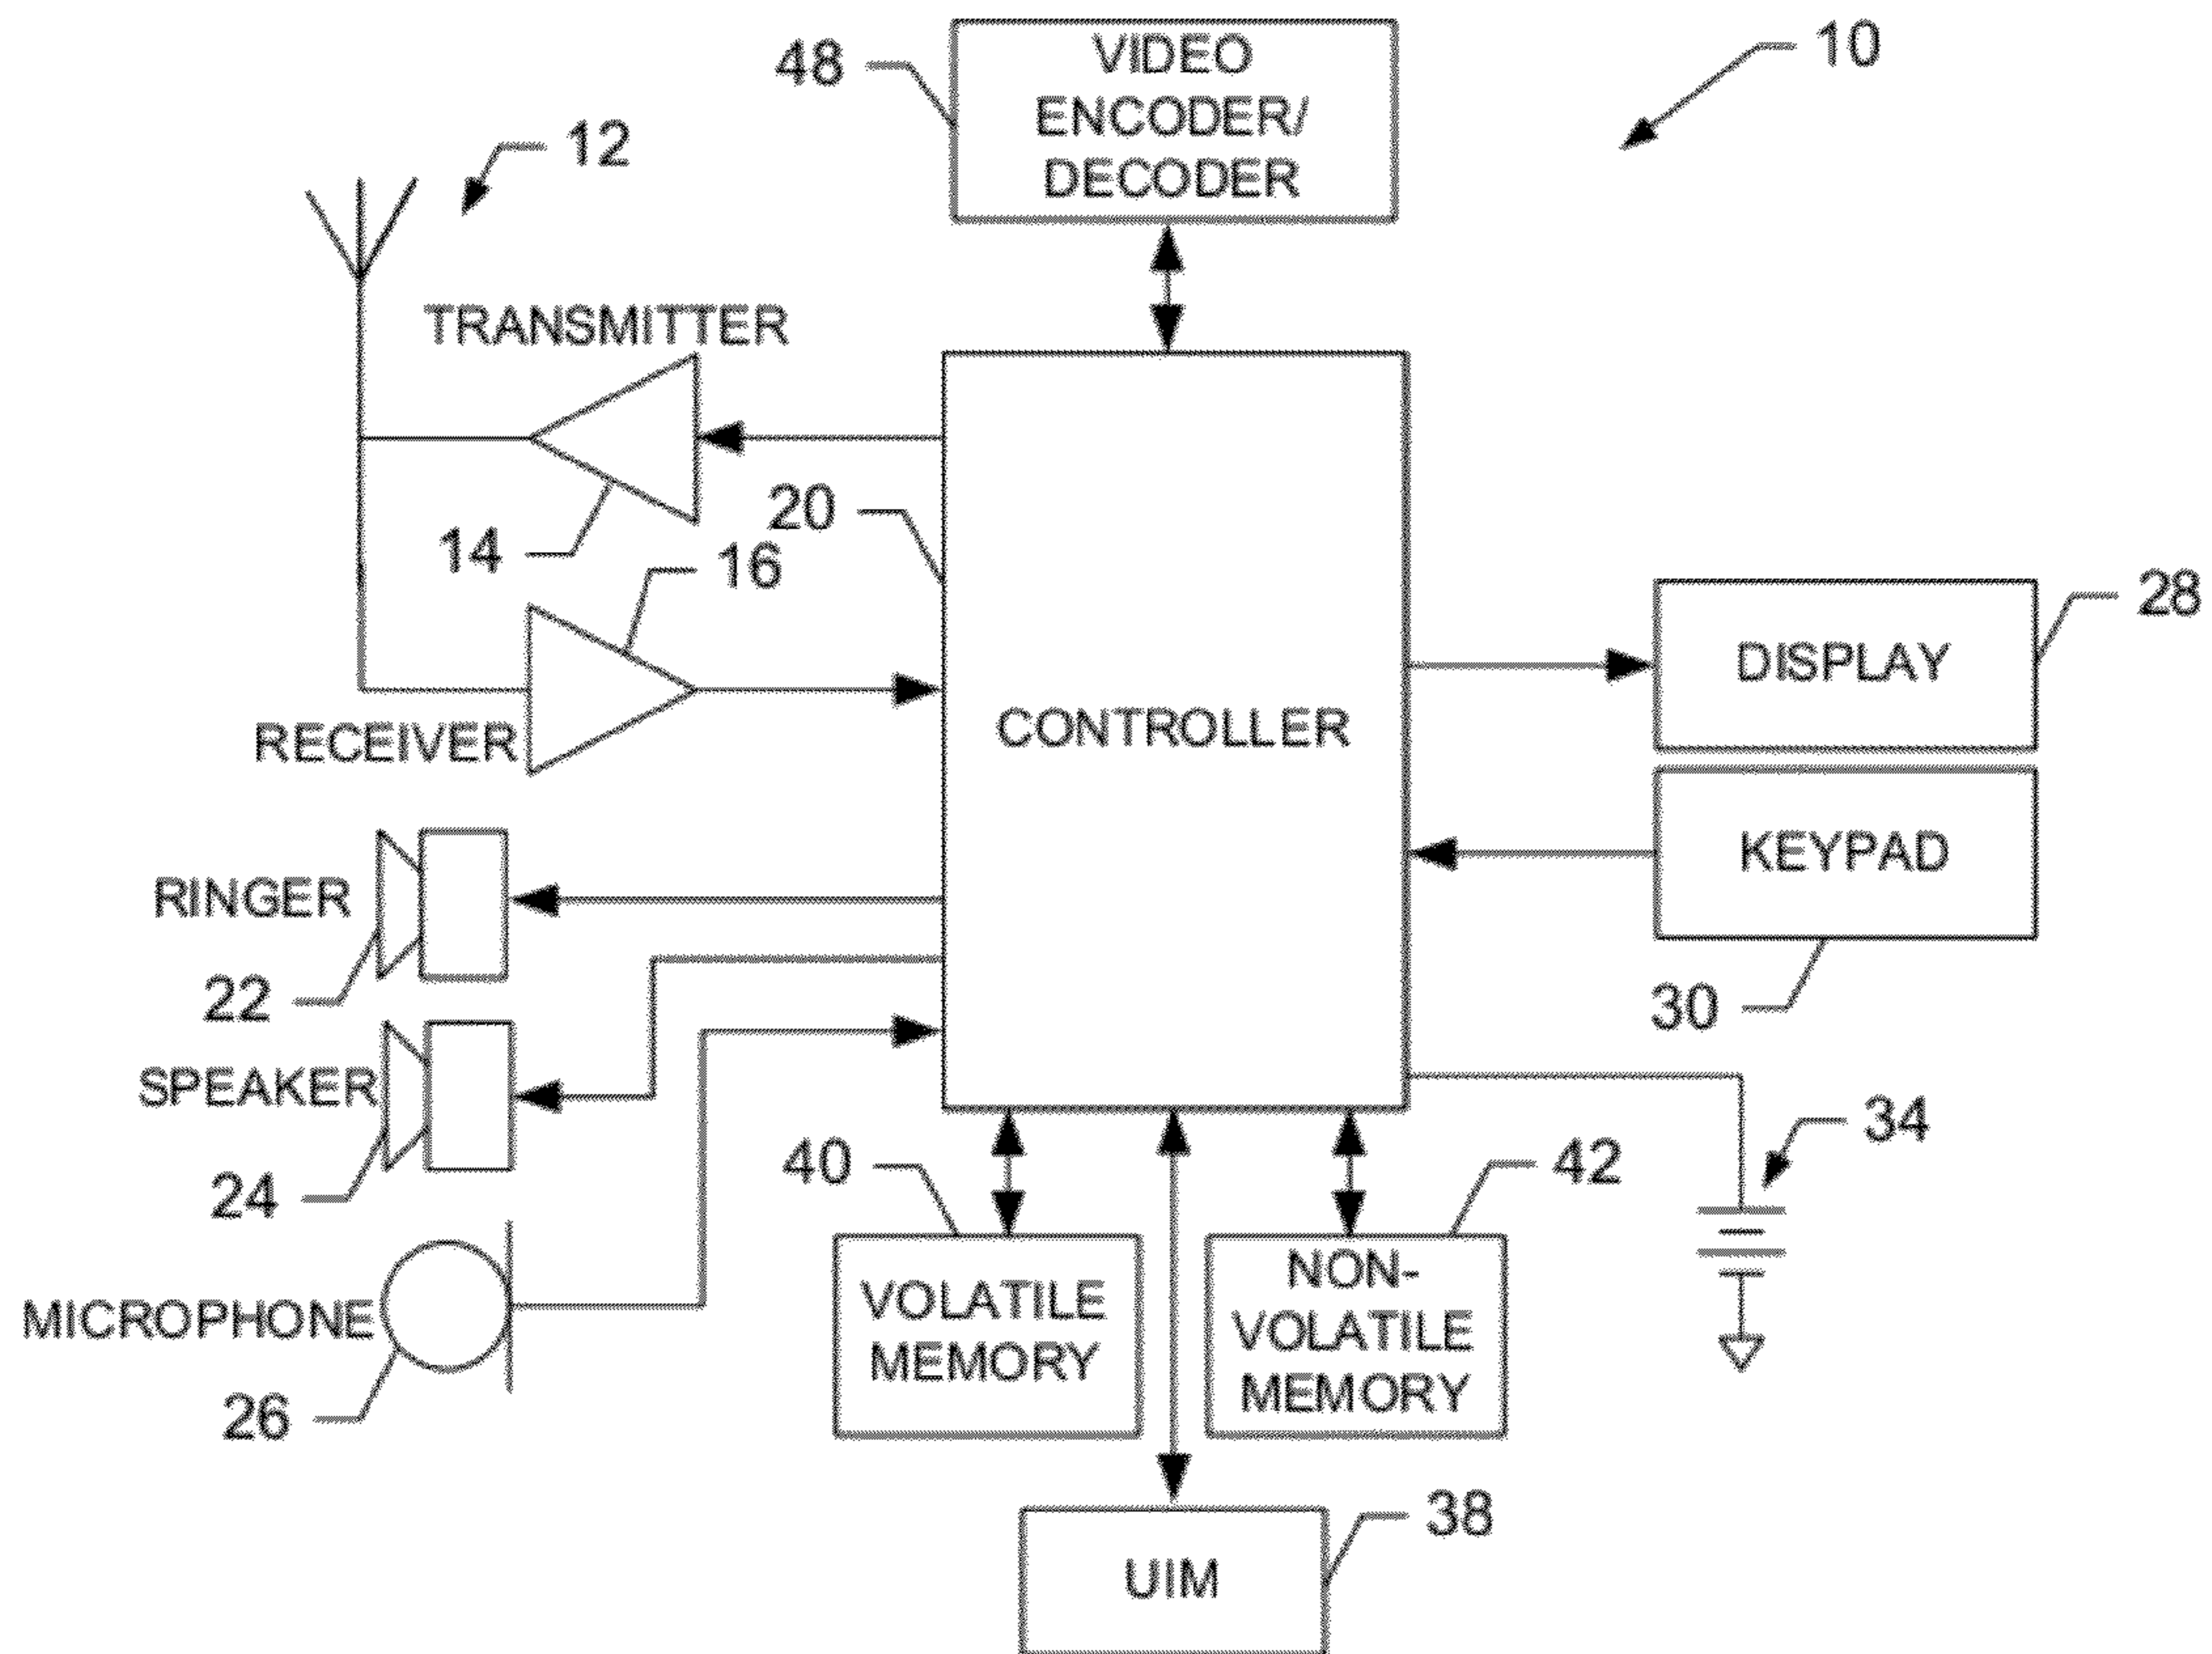 48
VIDEO
ENCODER/
DECODER
10
12
TRANSMITTER
14
20
16
28
DISPLAY
CONTROLLER
RECEIVER
KEYPAD
RINGER
22
30
SPEAKER
24
40
42
34
MICROPHONE
26
VOLATILE
MEMORY
NON-
VOLATILE
MEMORY
38
UIM